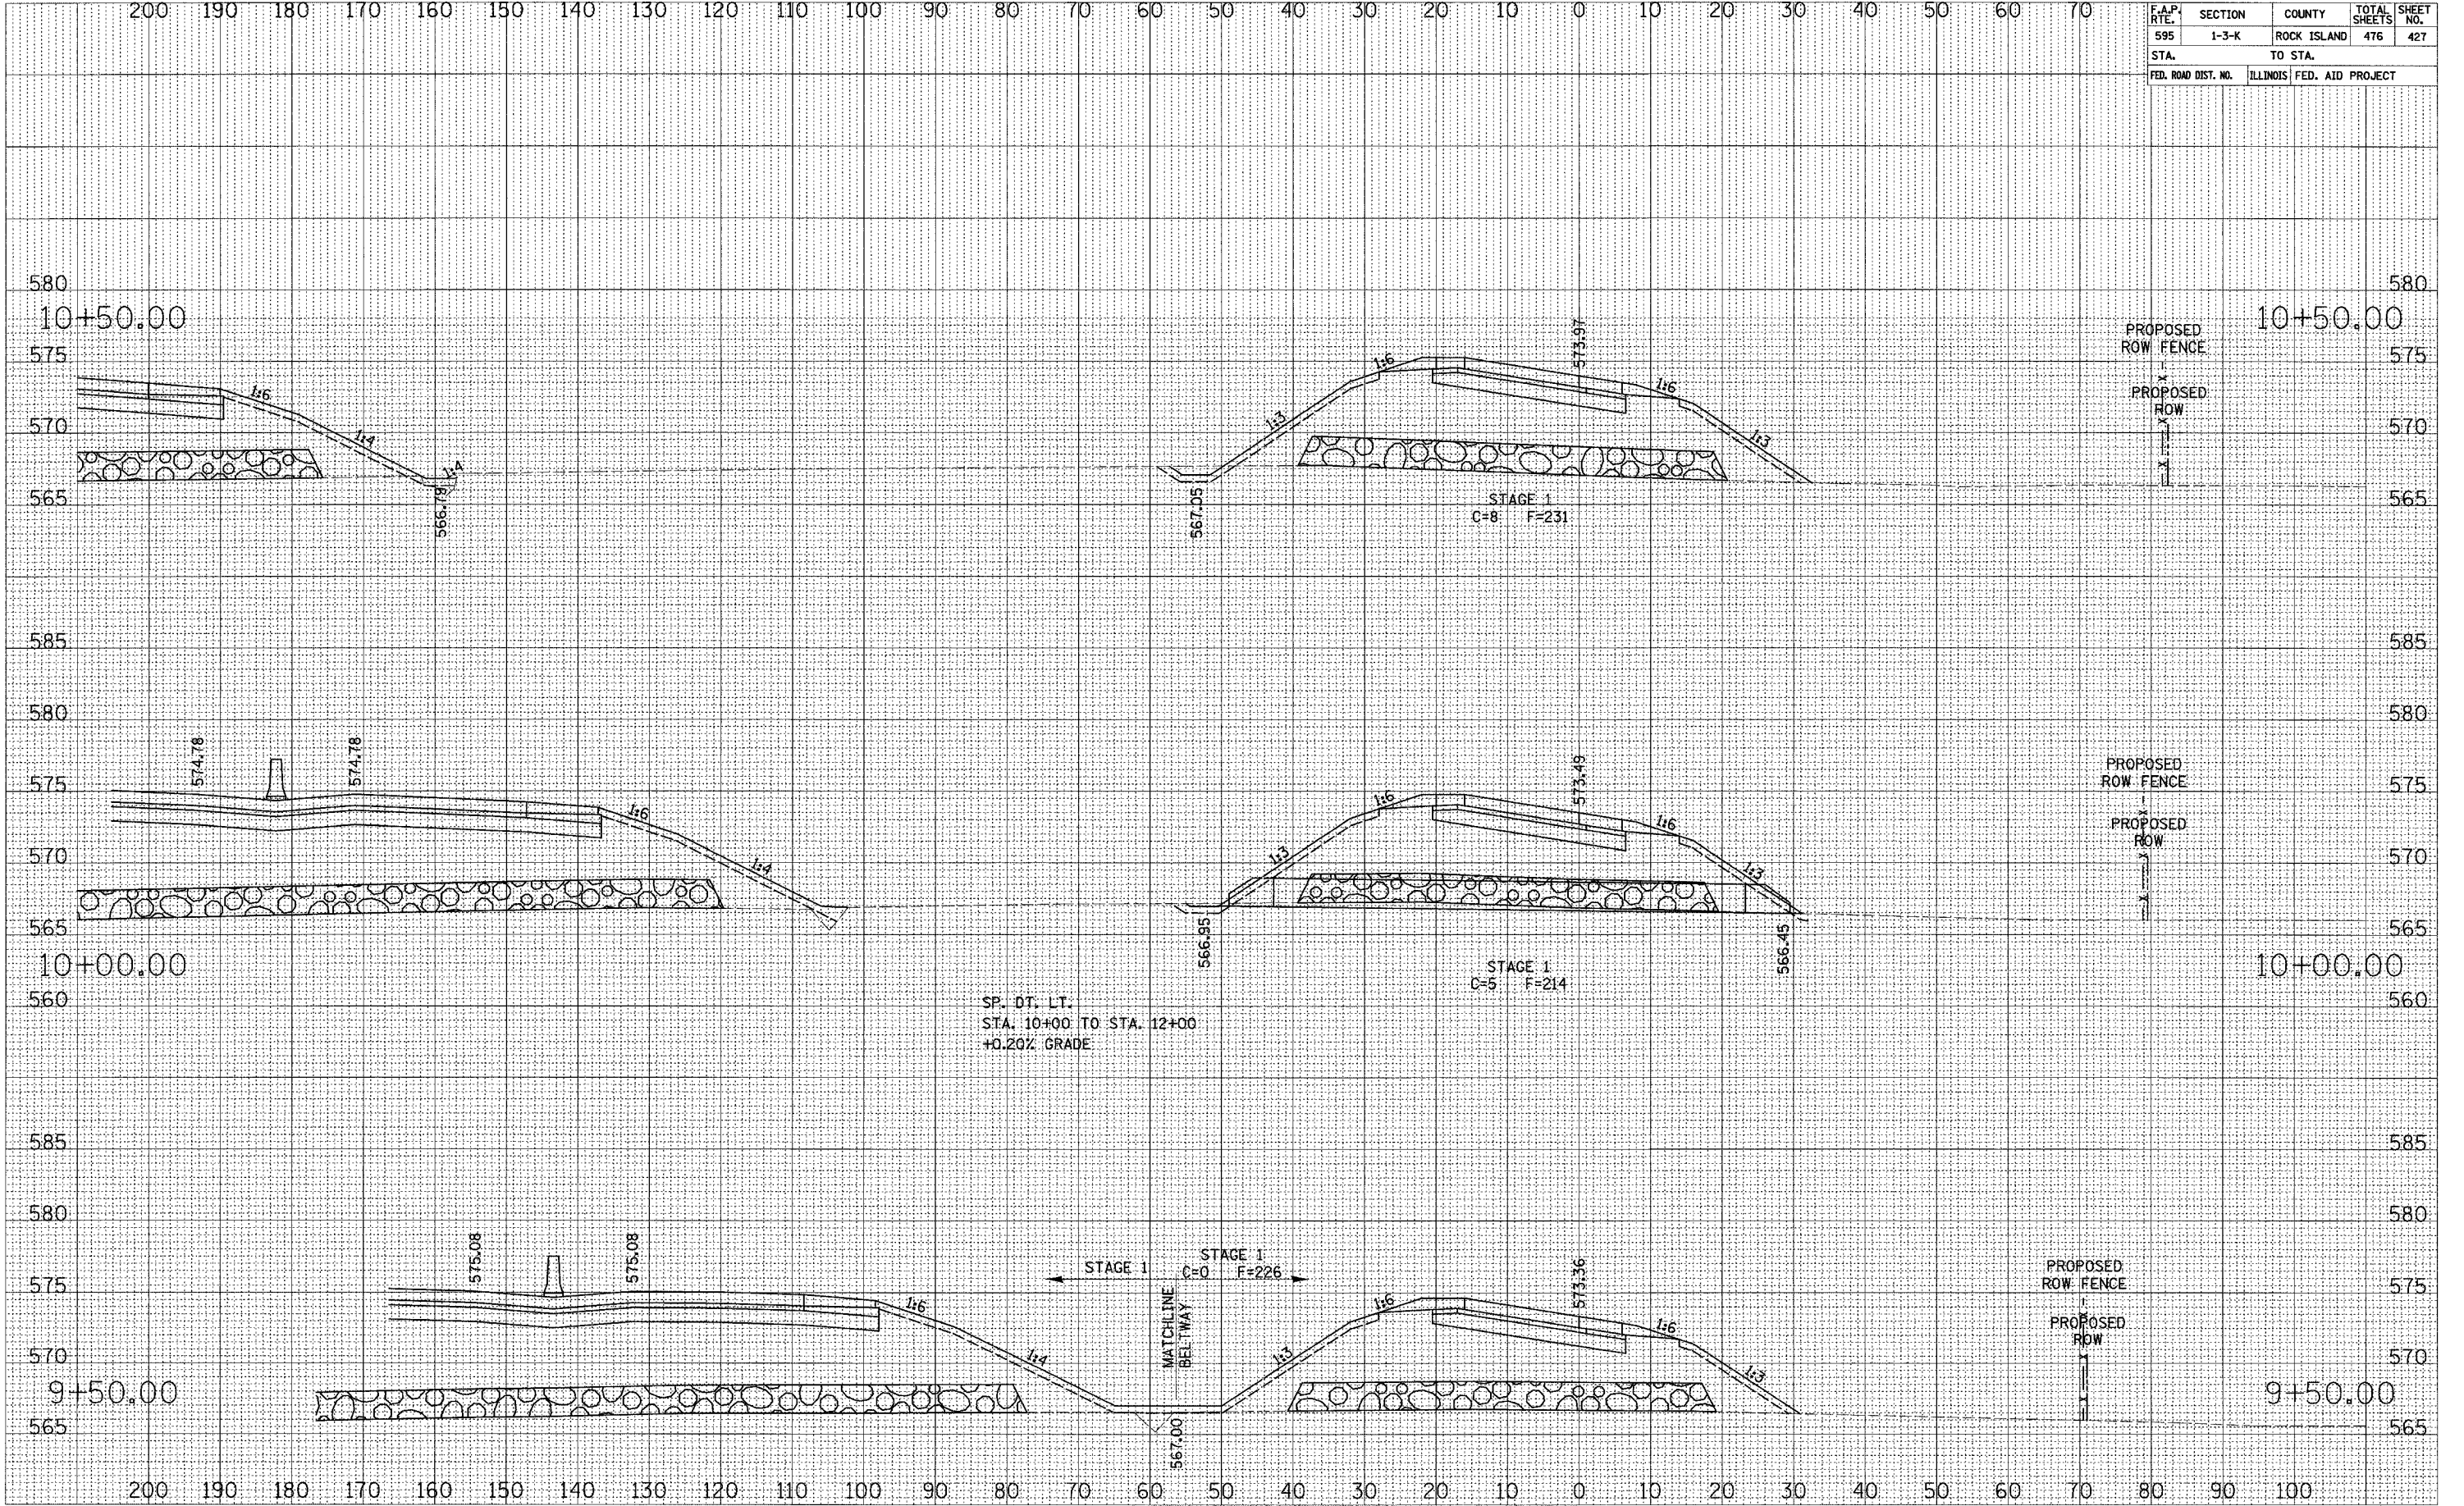 200 190 180 170 160 150 140 130 120 110 100 90 80 70 60 50 40 30 20 10 0 10 20 30 40 50 60 70
F.A.P. RTE. SECTION COUNTY TOTAL SHEETS SHEET NO.
595 1-3-K ROCK ISLAND 476 427
STA. TO STA.
FED. ROAD DIST. NO. ILLINOIS FED. AID PROJECT
580 580
10+50.00 10+50.00
573.97
PROPOSED
ROW FENCE
575 575
1:6 1:6 1:6
PROPOSED
ROW
570 570
1:4 1:4 1:3 1:3
565 565
566.79 567.05
STAGE 1
C=8 F=231
585 585
580 580
574.78 574.78 573.49
PROPOSED
ROW FENCE
575 575
1:6 1:6 1:6
PROPOSED
ROW
570 570
1:4 1:3 1:3
565 565
566.95 566.45
10+00.00 10+00.00
STAGE 1
C=5 F=214
560 560
SP. DT. LT.
STA. 10+00 TO STA. 12+00
+0.20% GRADE
585 585
580 580
575.08 575.08 573.36
STAGE 1
STAGE 1 C=0 F=226
PROPOSED
ROW FENCE
575 575
1:6 1:6 1:6
MATCHLINE
BELTWAY
PROPOSED
ROW
570 570
1:4 1:3 1:3
9+50.00 9+50.00
565 565
567.00
200 190 180 170 160 150 140 130 120 110 100 90 80 70 60 50 40 30 20 10 0 10 20 30 40 50 60 70 80 90 100